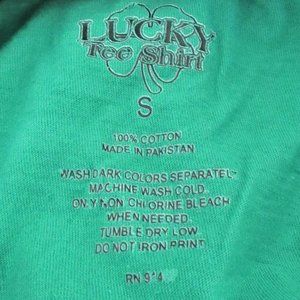 LUCKY
Tee Shirt
S
100% COTTON
MADE IN PAKISTAN
WASH DARK COLORS SEPARATEL
MACHINE WASH COLD.
ONLY NON CHLORINE BLEACH
WHEN NEEDED.
TUMBLE DRY LOW.
DO NOT IRON PRINT
RN